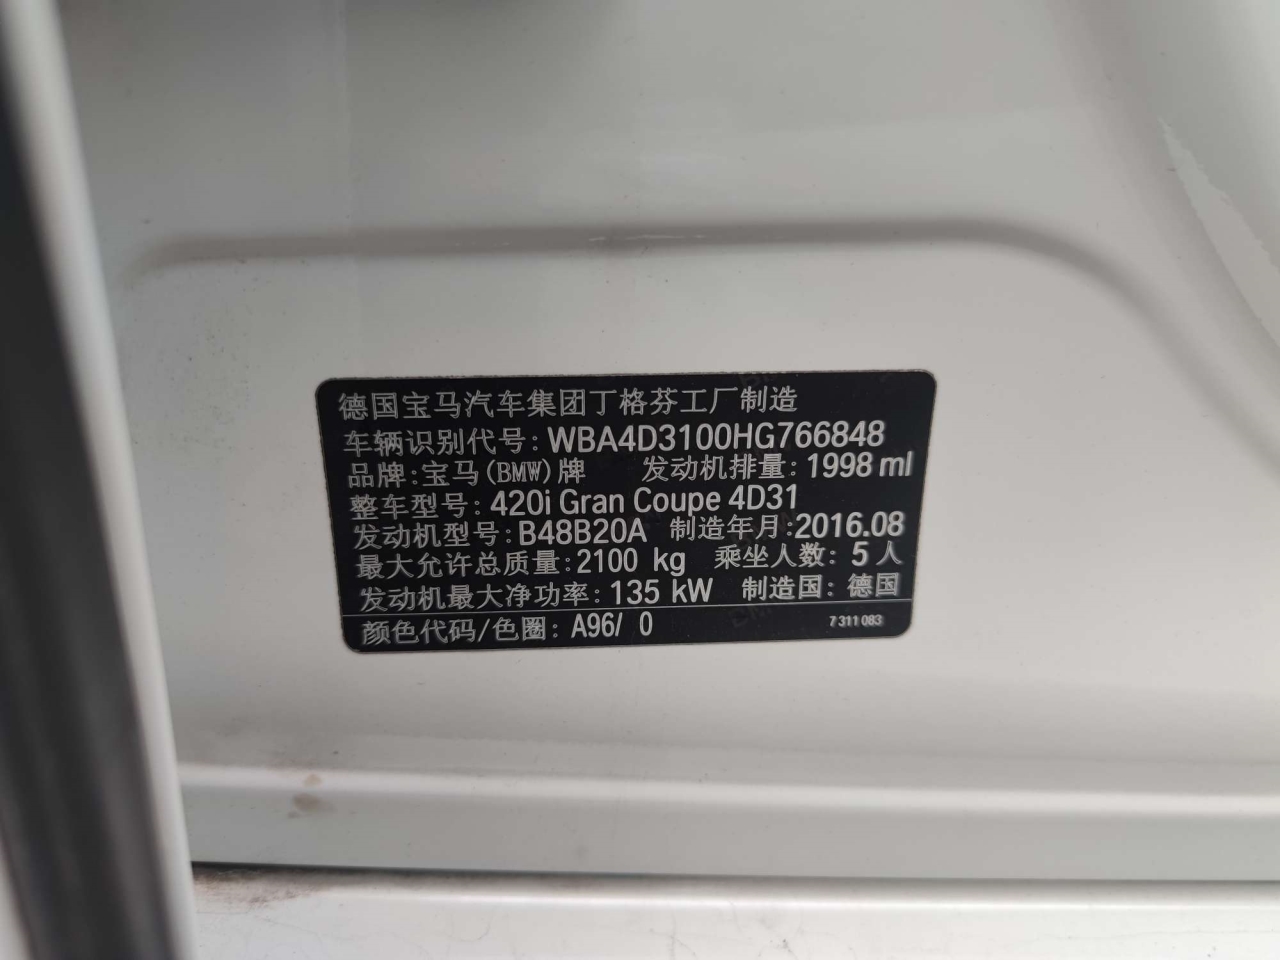 德国宝马汽车集团丁格芬工厂制造
车辆识别代号: WBA4D3100HG766848
品牌:宝马(BMW)牌 发动机排量: 1998 ml
整车型号: 420i Gran Coupe 4D31
发动机型号: B48B20A 制造年月:2016.08
最大允许总质量:2100 kg 乘坐人数: 5人
发动机最大净功率: 135 kW 制造国: 德国
颜色代码/色圈: A96/ 0 7 311 083